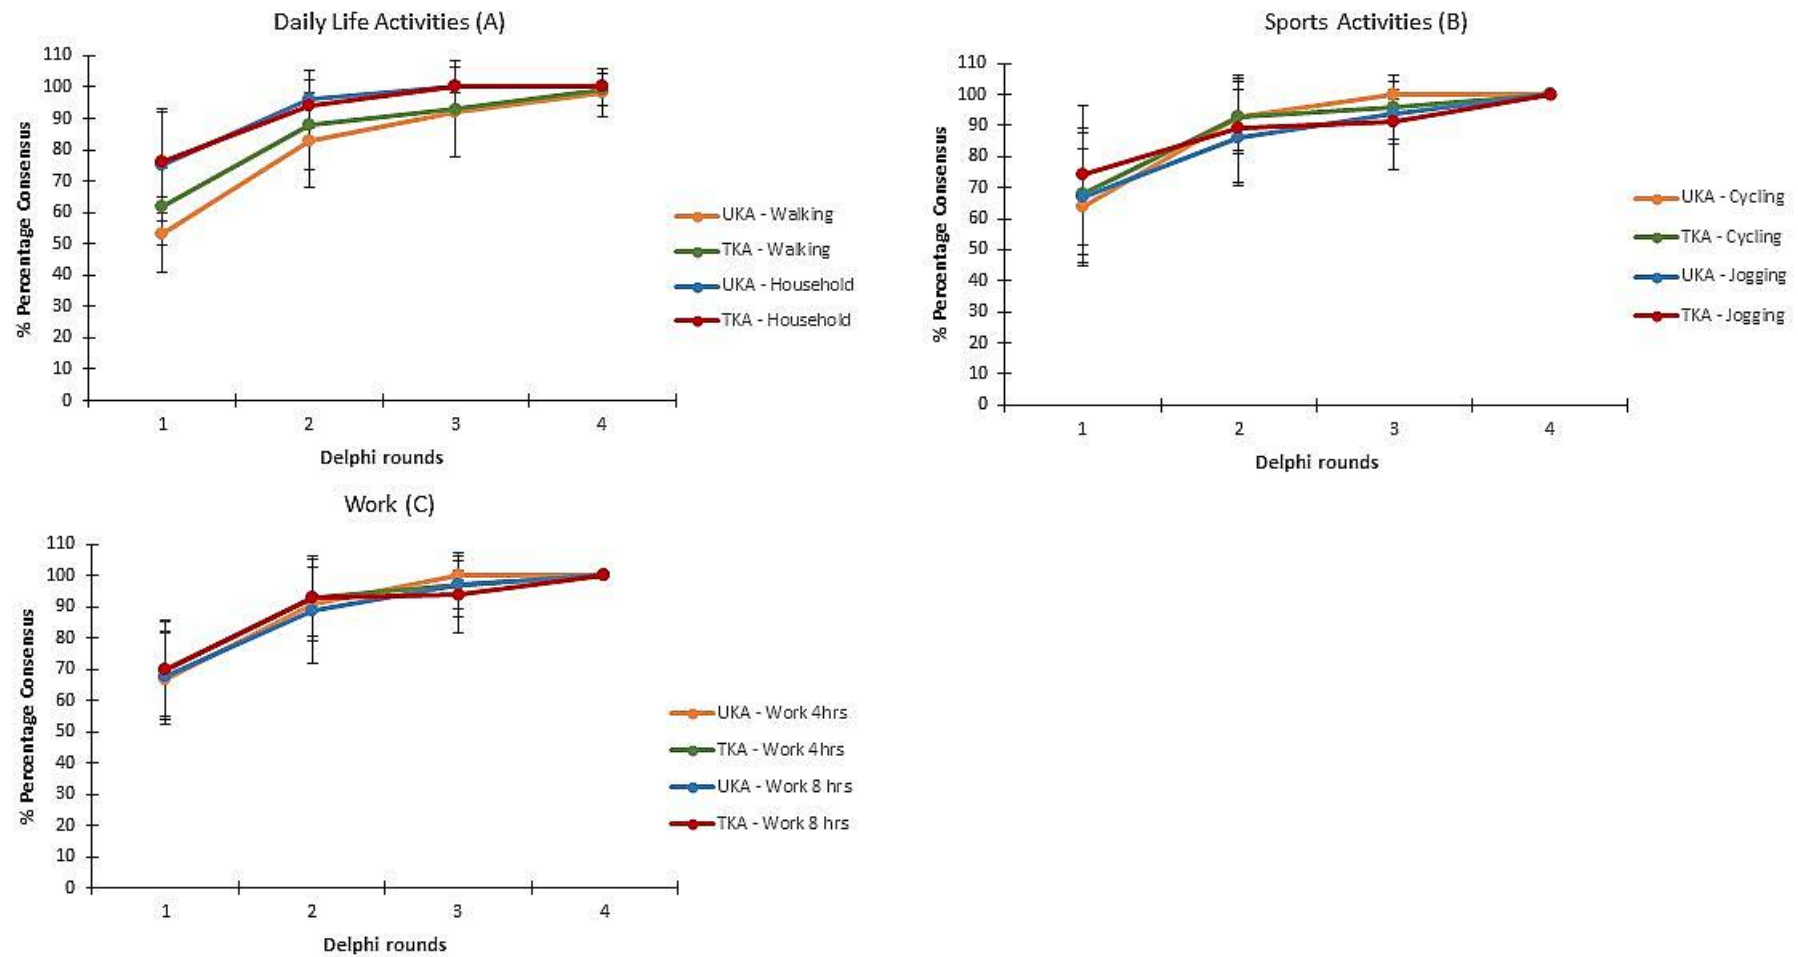 Daily Life Activities (A)
% Percentage Consensus
110
100
90
80
70
60
50
40
30
20
10
0
1 2 3 4
Delphi rounds
UKA - Walking
TKA - Walking
UKA - Household
TKA - Household
Sports Activities (B)
% Percentage Consensus
110
100
90
80
70
60
50
40
30
20
10
0
1 2 3 4
Delphi rounds
UKA - Cycling
TKA - Cycling
UKA - Jogging
TKA - Jogging
Work (C)
% Percentage Consensus
110
100
90
80
70
60
50
40
30
20
10
0
1 2 3 4
Delphi rounds
UKA - Work 4hrs
TKA - Work 4hrs
UKA - Work 8 hrs
TKA - Work 8 hrs